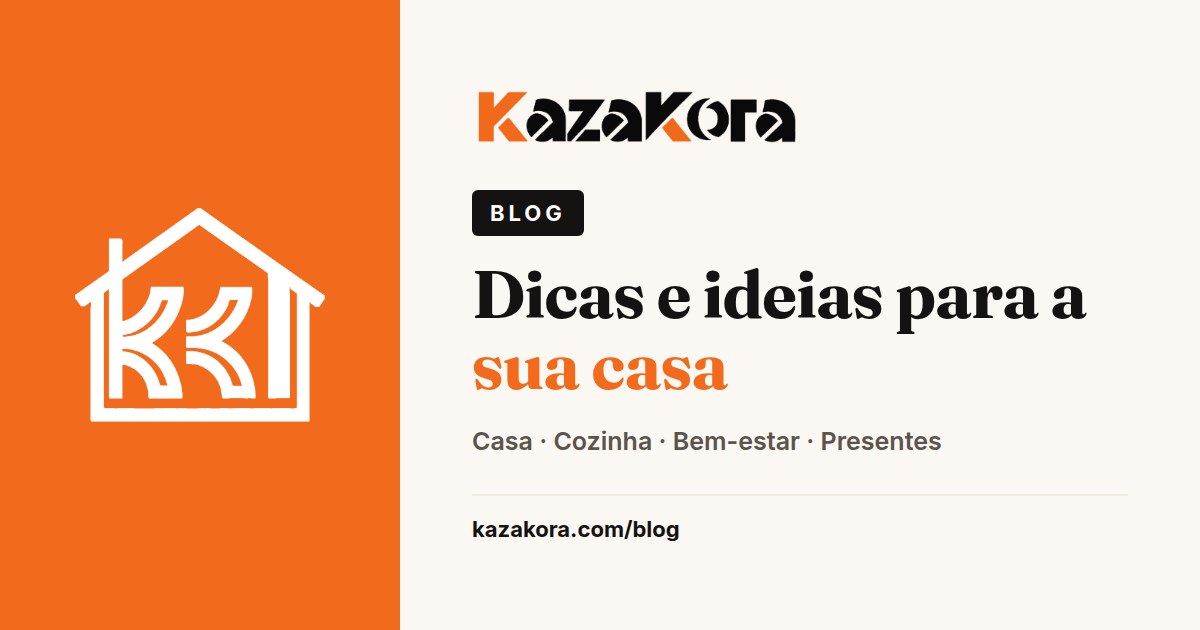 KazaKora
BLOG
Dicas e ideias para a
sua casa
Casa · Cozinha · Bem-estar · Presentes
kazakora.com/blog